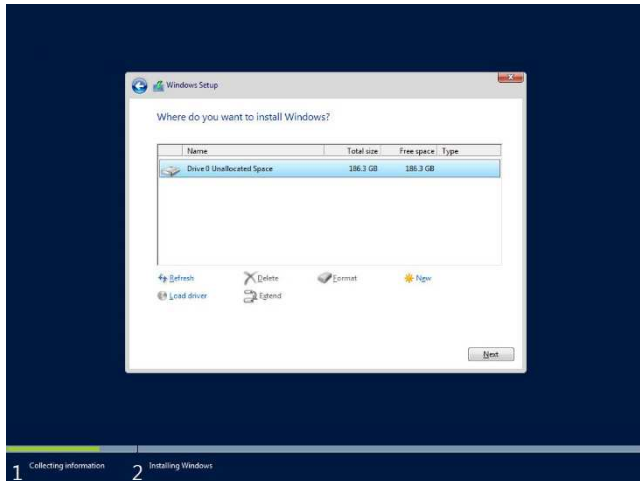 Windows Setup
Where do you want to install Windows?
Name Total size Free space Type
Drive 0 Unallocated Space 186.3 GB 186.3 GB
Refresh Delete Format New
Load driver Extend
Next
1 Collecting information 2 Installing Windows